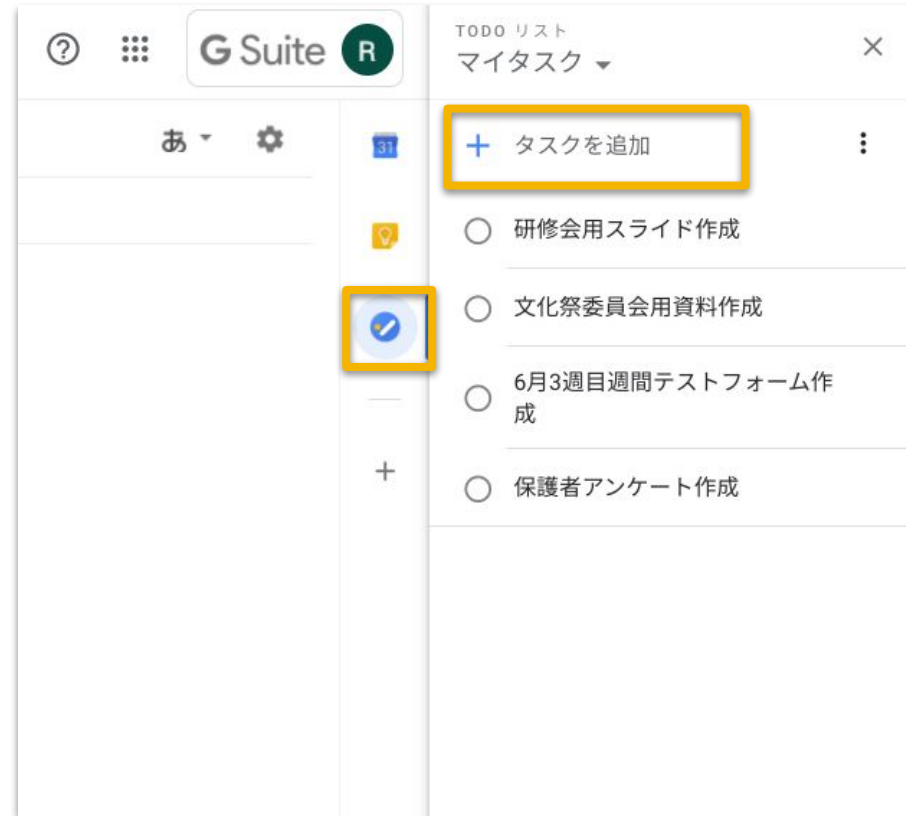 G Suite
R
TODO リスト
マイタスク
あ
31
タスクを追加
研修会用スライド作成
文化祭委員会用資料作成
6月3週目週間テストフォーム作
成
保護者アンケート作成